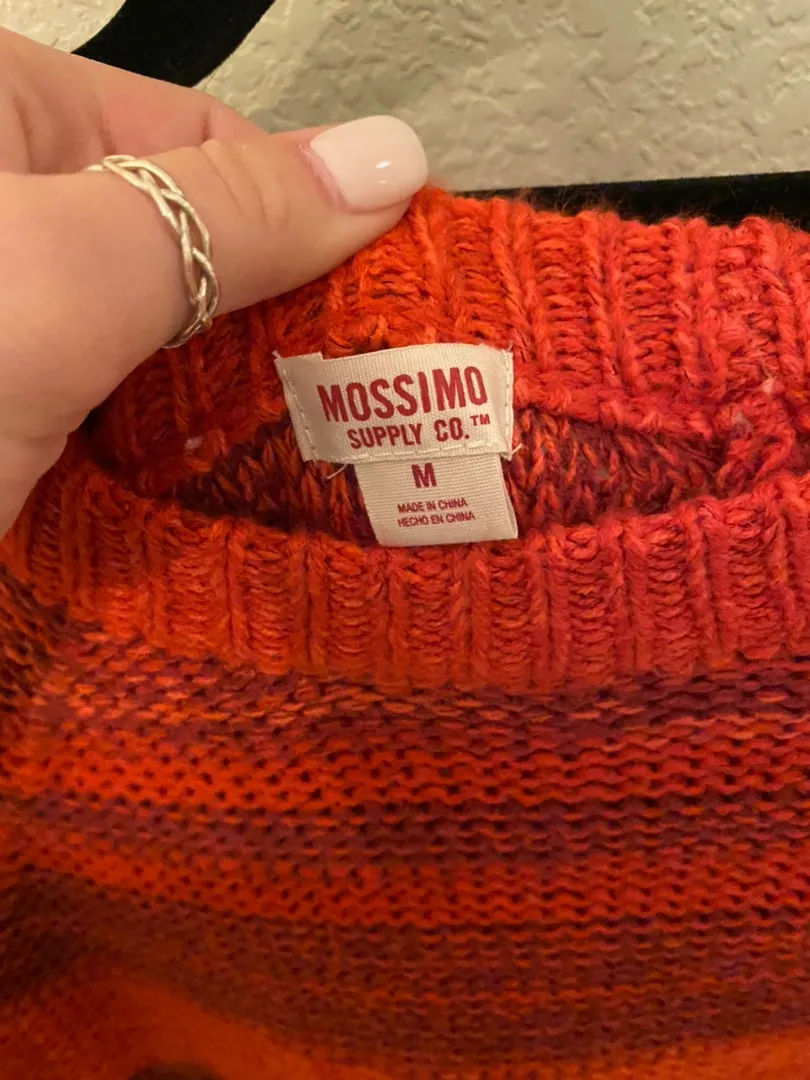 MOSSIMO
SUPPLY CO.™
M
MADE IN CHINA
HECHO EN CHINA